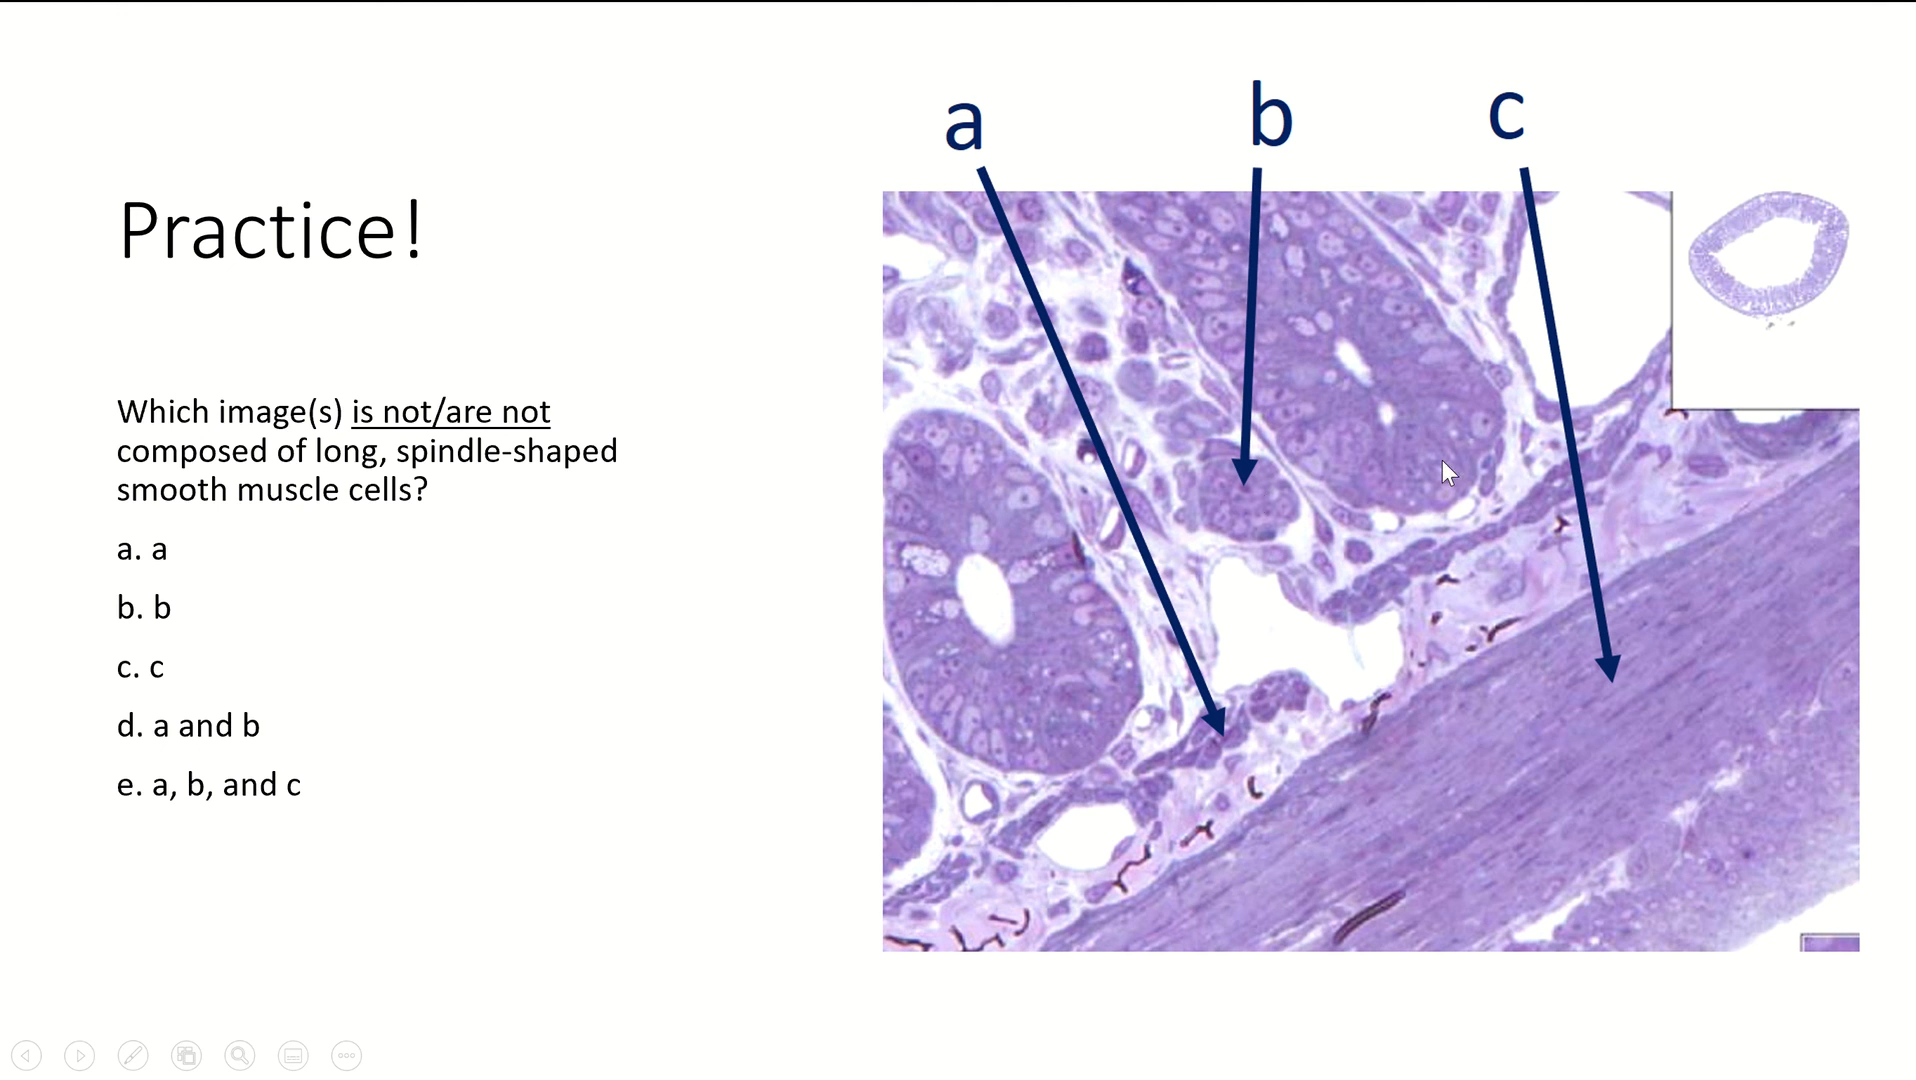 a
b
c
Practice!
Which image(s) is not/are not
composed of long, spindle-shaped
smooth muscle cells?
a. a
b. b
c. c
d. a and b
e. a, b, and c